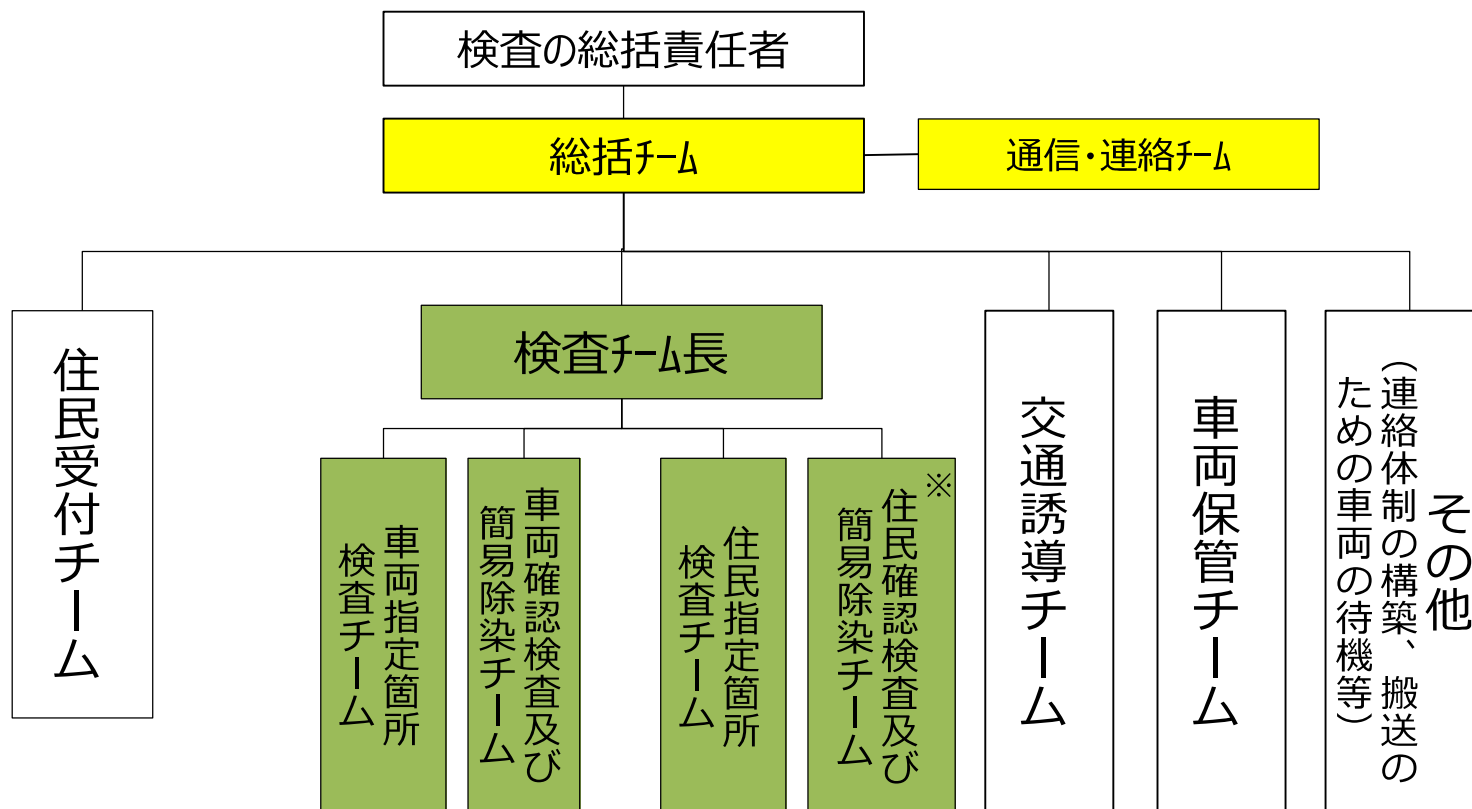 検査の総括責任者
総括ﾁｰﾑ
通信・連絡ﾁｰﾑ
住民受付チーム
検査ﾁｰﾑ長
車両指定箇所
検査チーム
車両確認検査及び
簡易除染チーム
住民指定箇所
検査チーム
※
住民確認検査及び
簡易除染チーム
交通誘導チーム
車両保管チーム
その他
（連絡体制の構築、搬送の
ための車両の待機等）